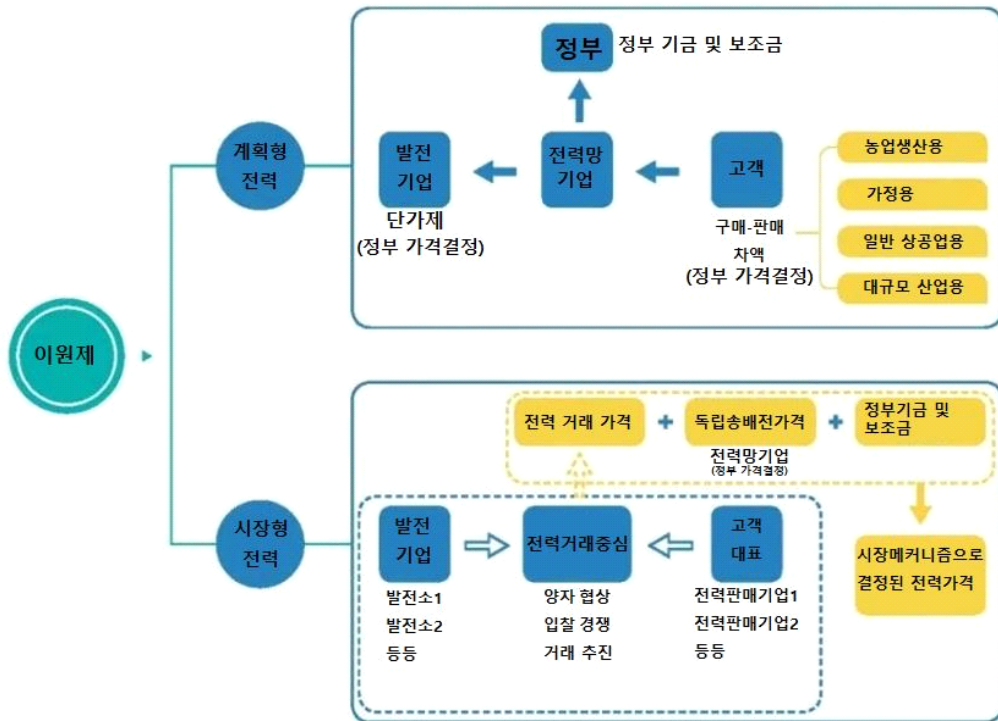 정부
정부 기금 및 보조금
계획형
전력
발전
기업
전력망
기업
고객
농업생산용
가정용
일반 상공업용
대규모 산업용
단가제
(정부 가격결정)
구매-판매
차액
(정부 가격결정)
이원제
전력 거래 가격
+
독립송배전가격
+
정부기금 및
보조금
전력망기업
(정부 가격결정)
시장형
전력
발전
기업
전력거래중심
고객
대표
시장메커니즘으로
결정된 전력가격
발전소1
발전소2
등등
양자 협상
입찰 경쟁
거래 추진
전력판매기업1
전력판매기업2
등등